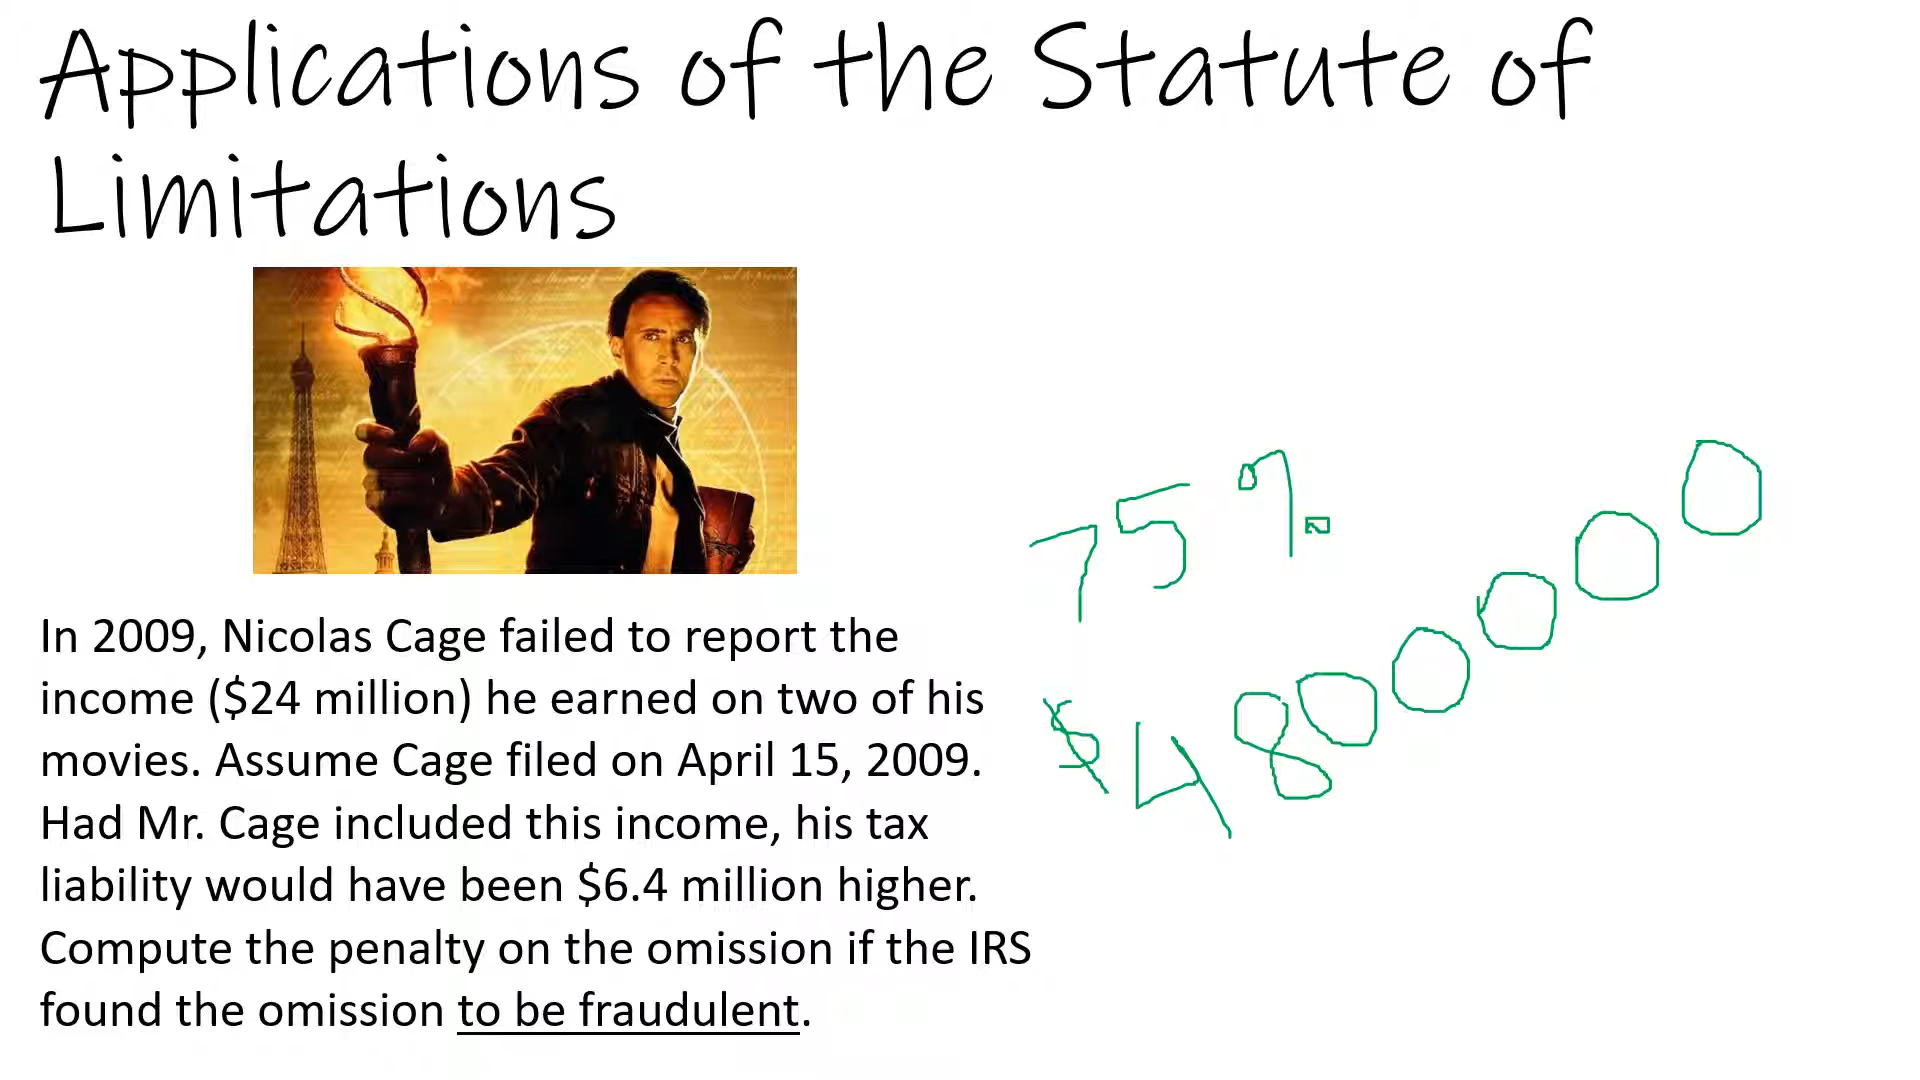 Applications of the Statute of
Limitations
75%
$4800000
In 2009, Nicolas Cage failed to report the
income ($24 million) he earned on two of his
movies. Assume Cage filed on April 15, 2009.
Had Mr. Cage included this income, his tax
liability would have been $6.4 million higher.
Compute the penalty on the omission if the IRS
found the omission to be fraudulent.